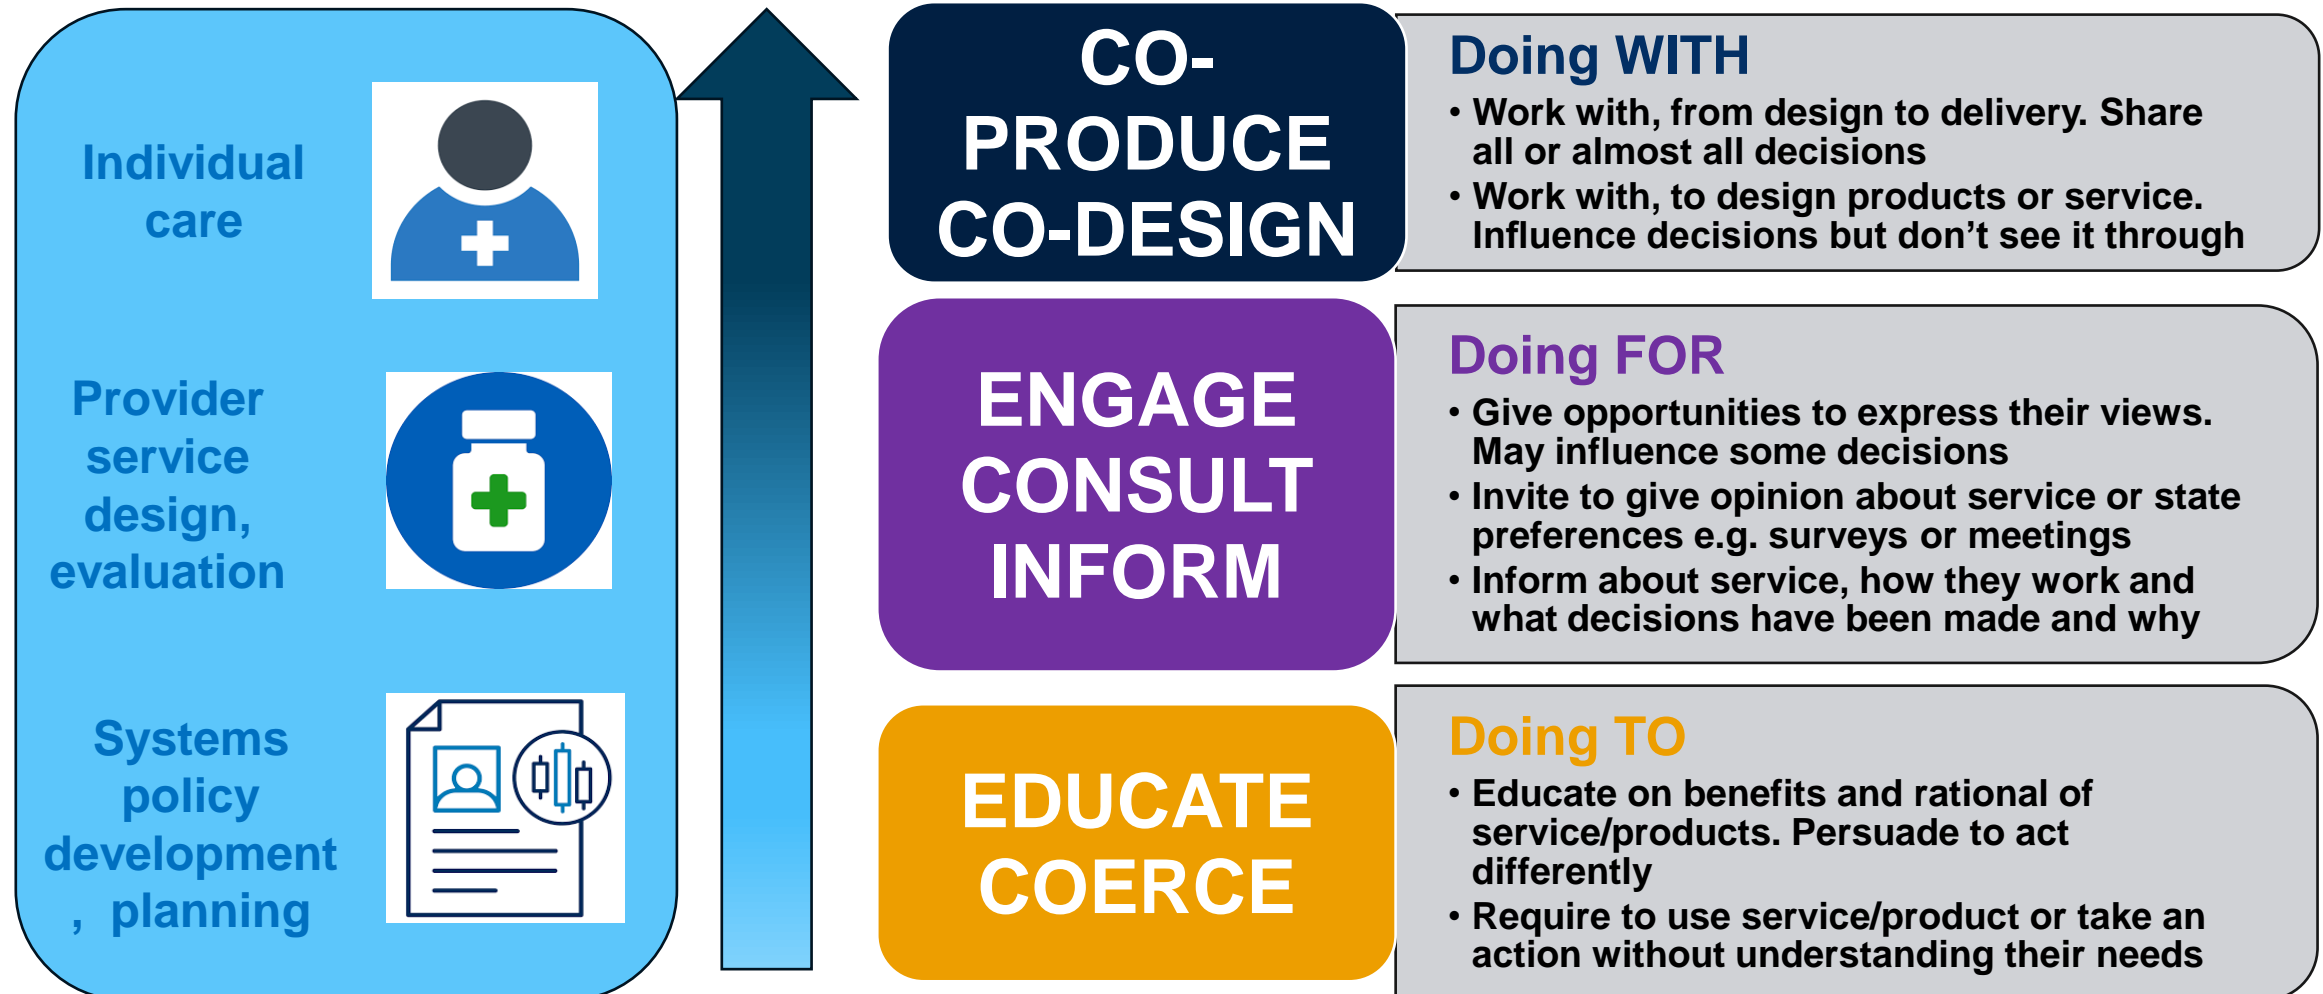 Individual
care
Provider
service
design,
evaluation
Systems
policy
development
, planning
CO-
PRODUCE
CO-DESIGN
Doing WITH
• Work with, from design to delivery. Share
all or almost all decisions
• Work with, to design products or service.
Influence decisions but don’t see it through
ENGAGE
CONSULT
INFORM
Doing FOR
• Give opportunities to express their views.
May influence some decisions
• Invite to give opinion about service or state
preferences e.g. surveys or meetings
• Inform about service, how they work and
what decisions have been made and why
EDUCATE
COERCE
Doing TO
• Educate on benefits and rational of
service/products. Persuade to act
differently
• Require to use service/product or take an
action without understanding their needs